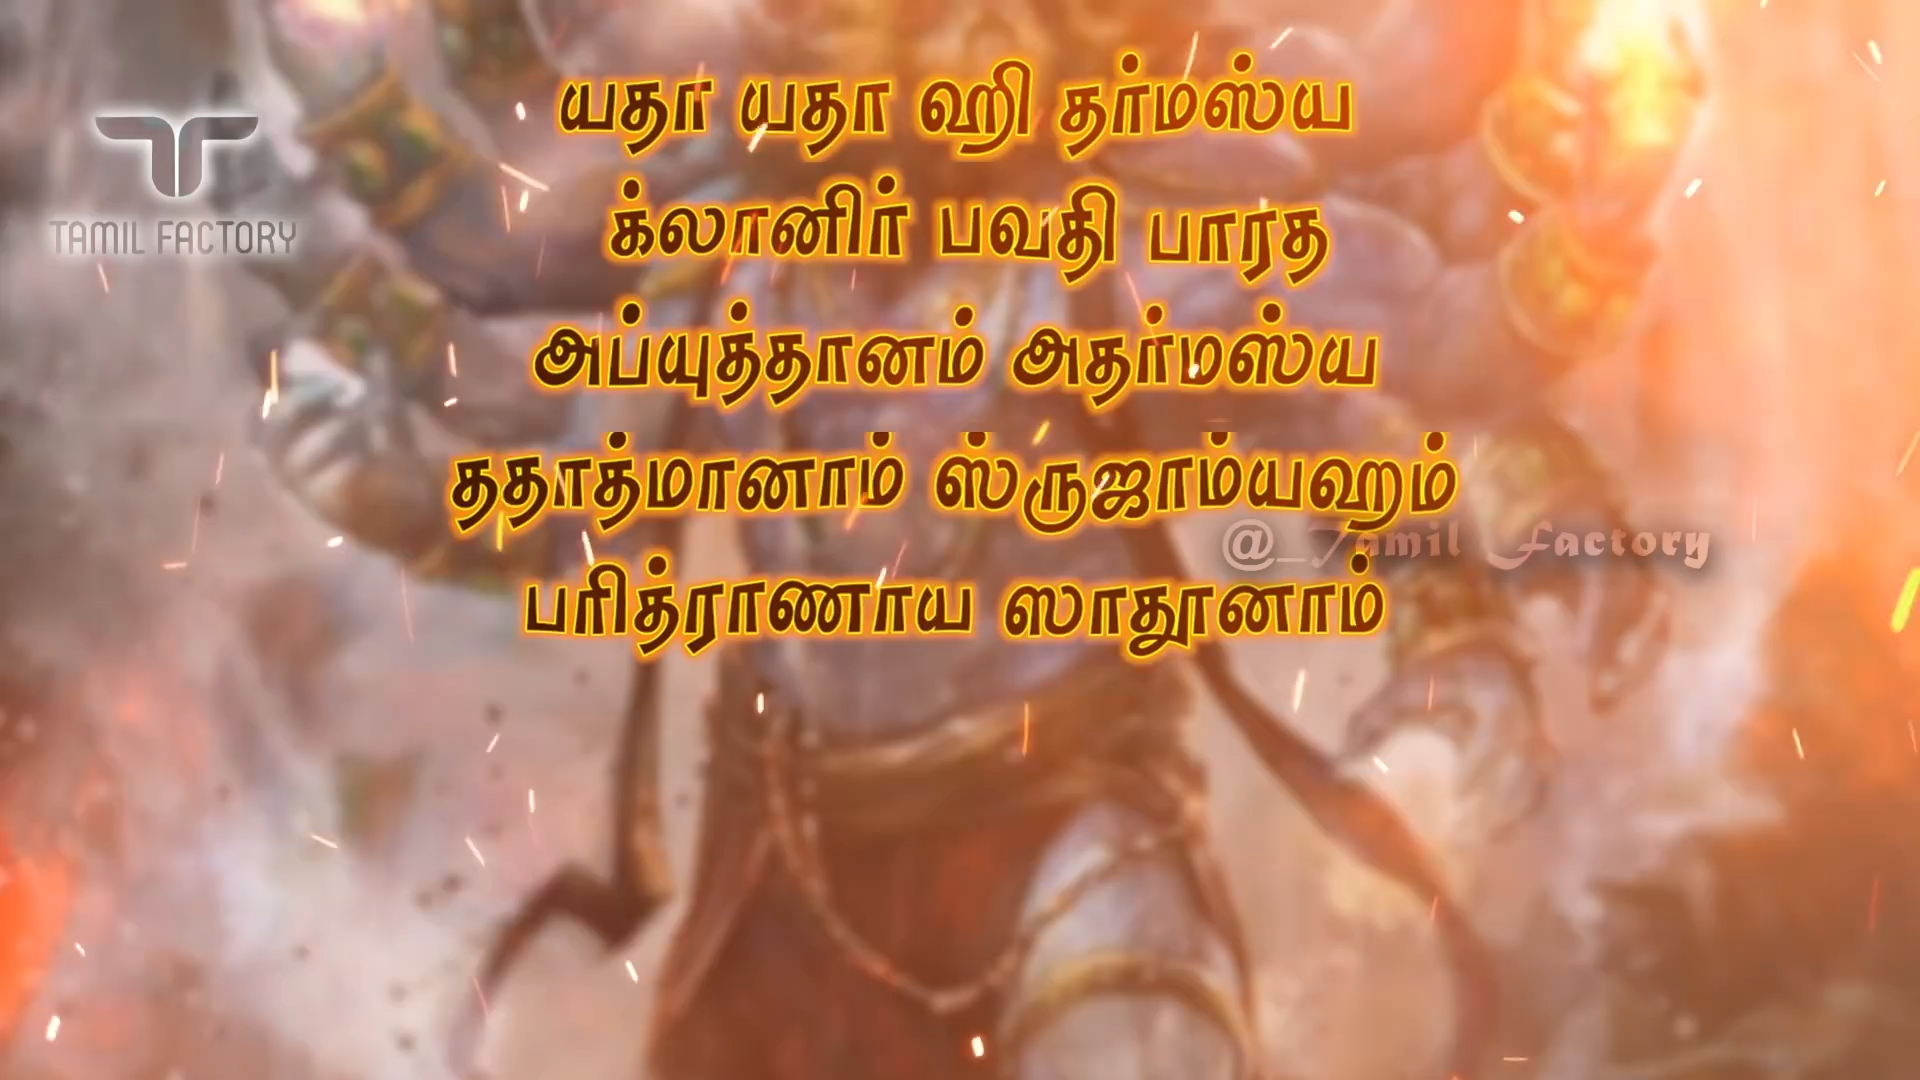 யதா யதா ஹி தர்மஸ்ய
TAMIL FACTORY
க்லானிர் பவதி பாரத
அப்யுத்தானம் அதர்மஸ்ய
ததாத்மானாம் ஸ்ருஜாம்யஹம்
@_Tamil Factory
பரித்ராணாய ஸாதூனாம்